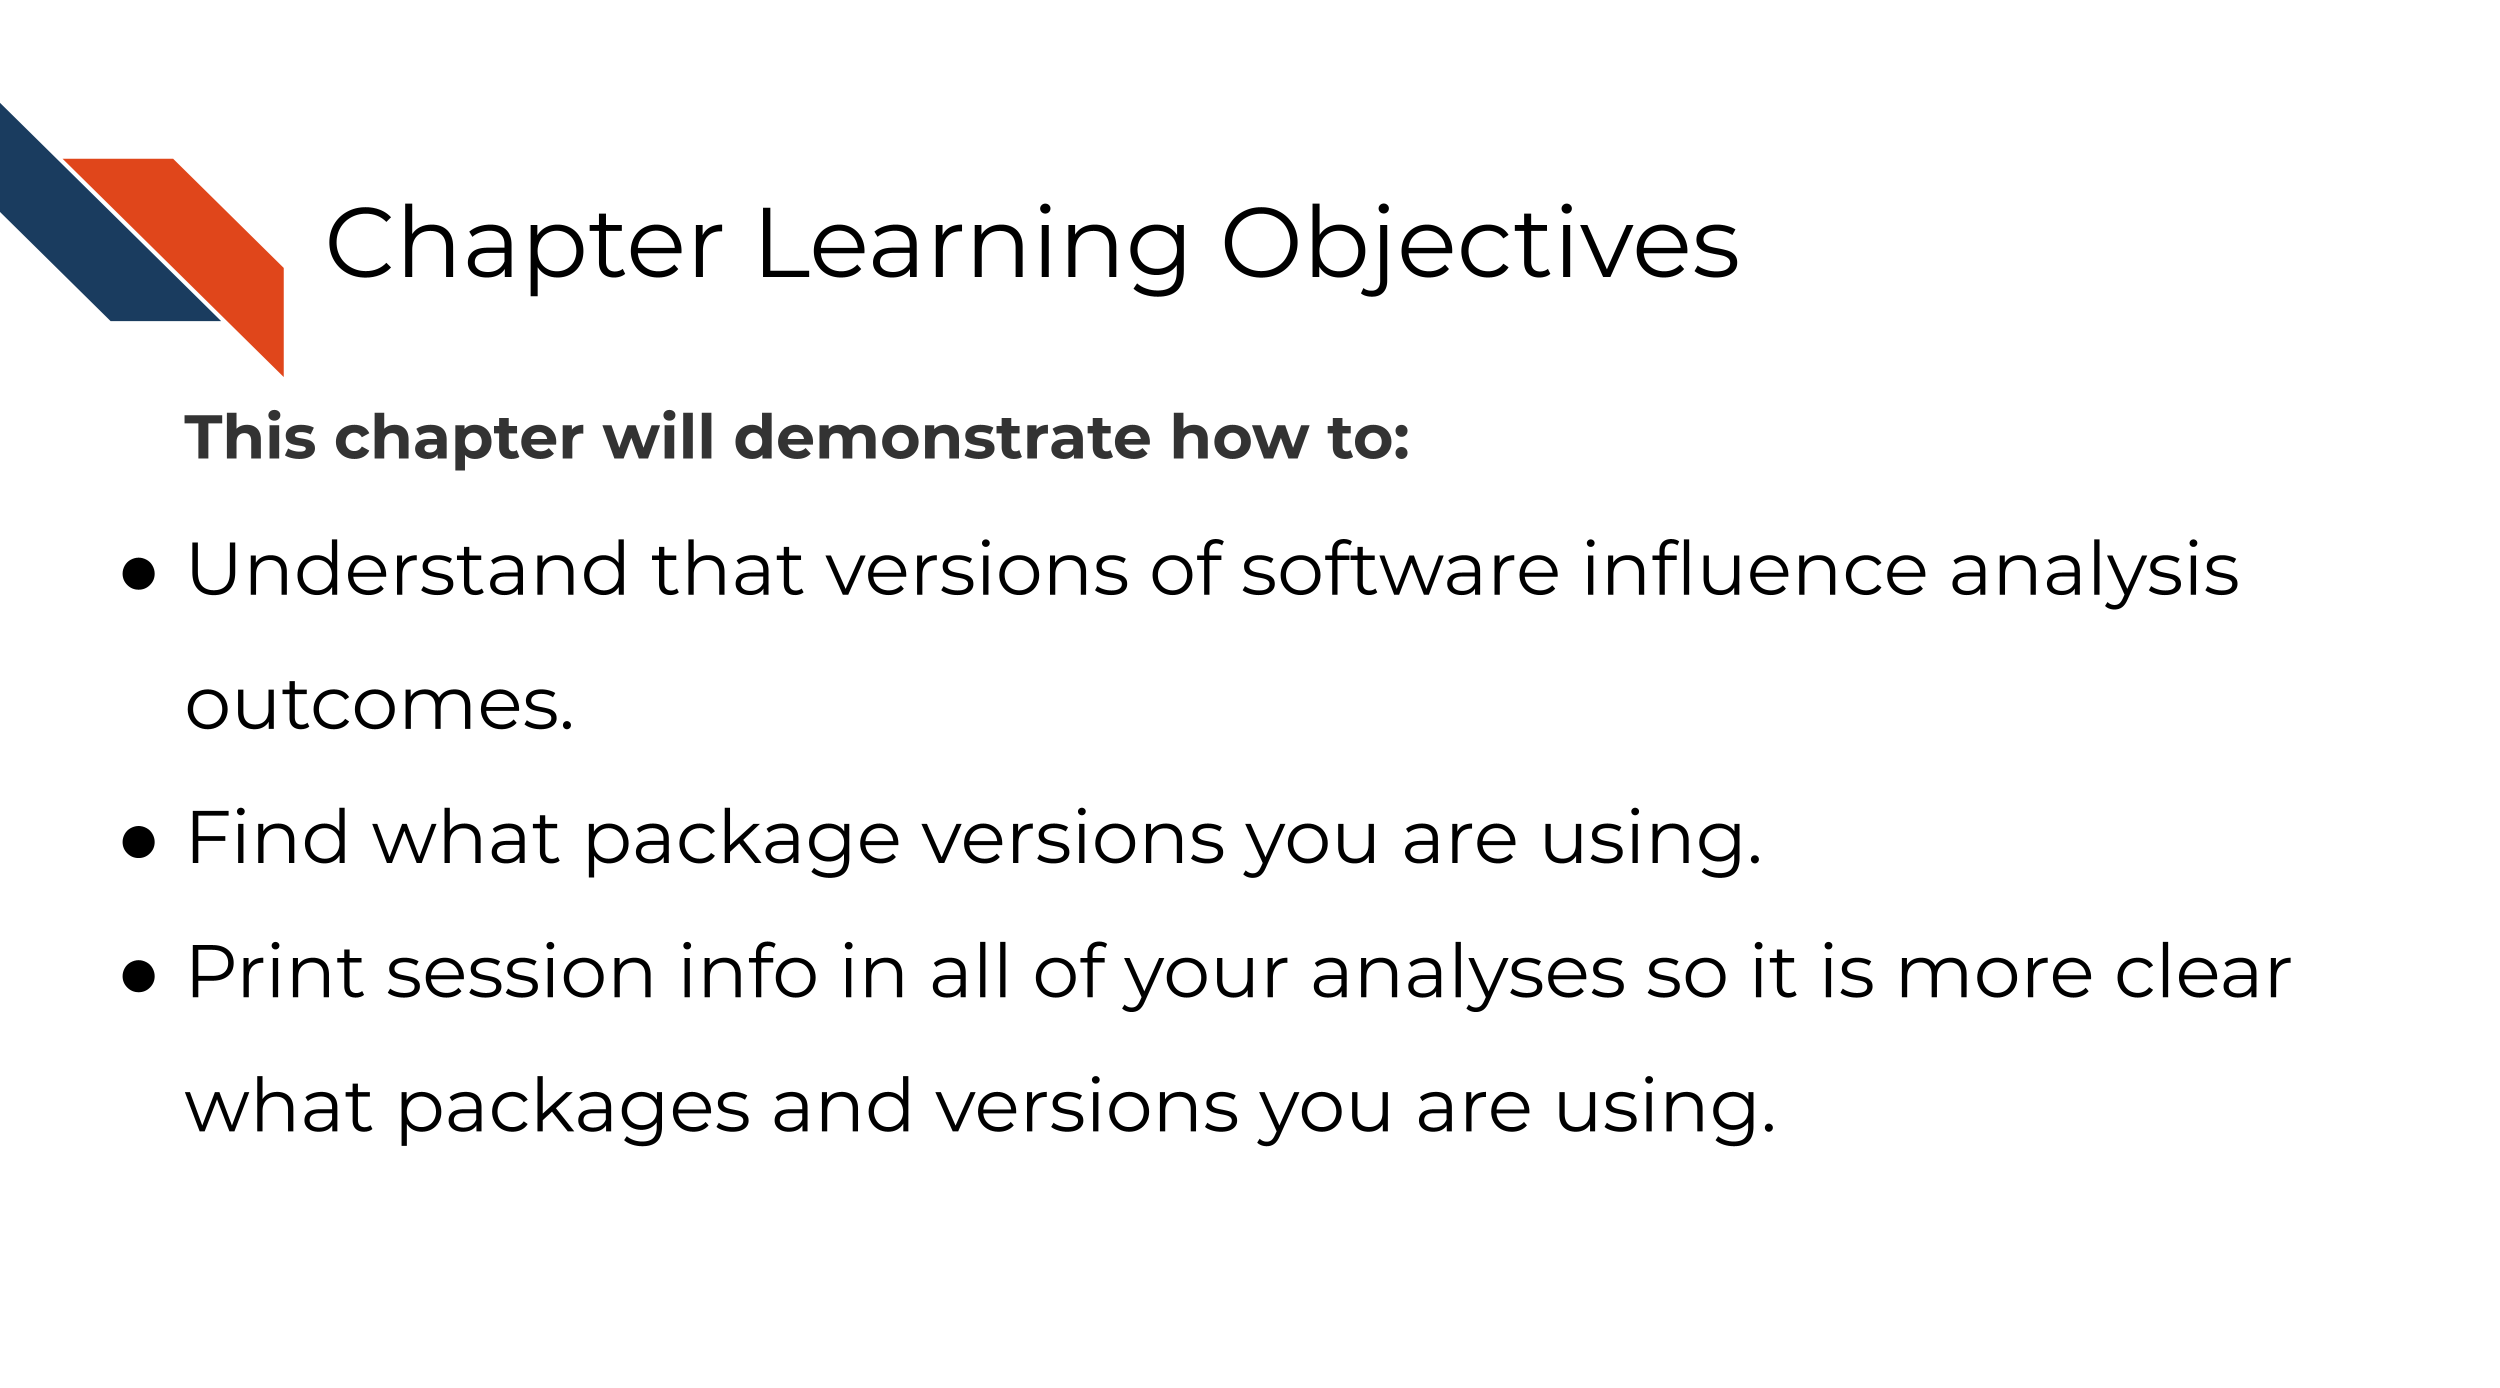 Chapter Learning Objectives
This chapter will demonstrate how to:
● Understand that versions of software influence analysis
outcomes.
● Find what package versions you are using.
● Print session info in all of your analyses so it is more clear
what packages and versions you are using.